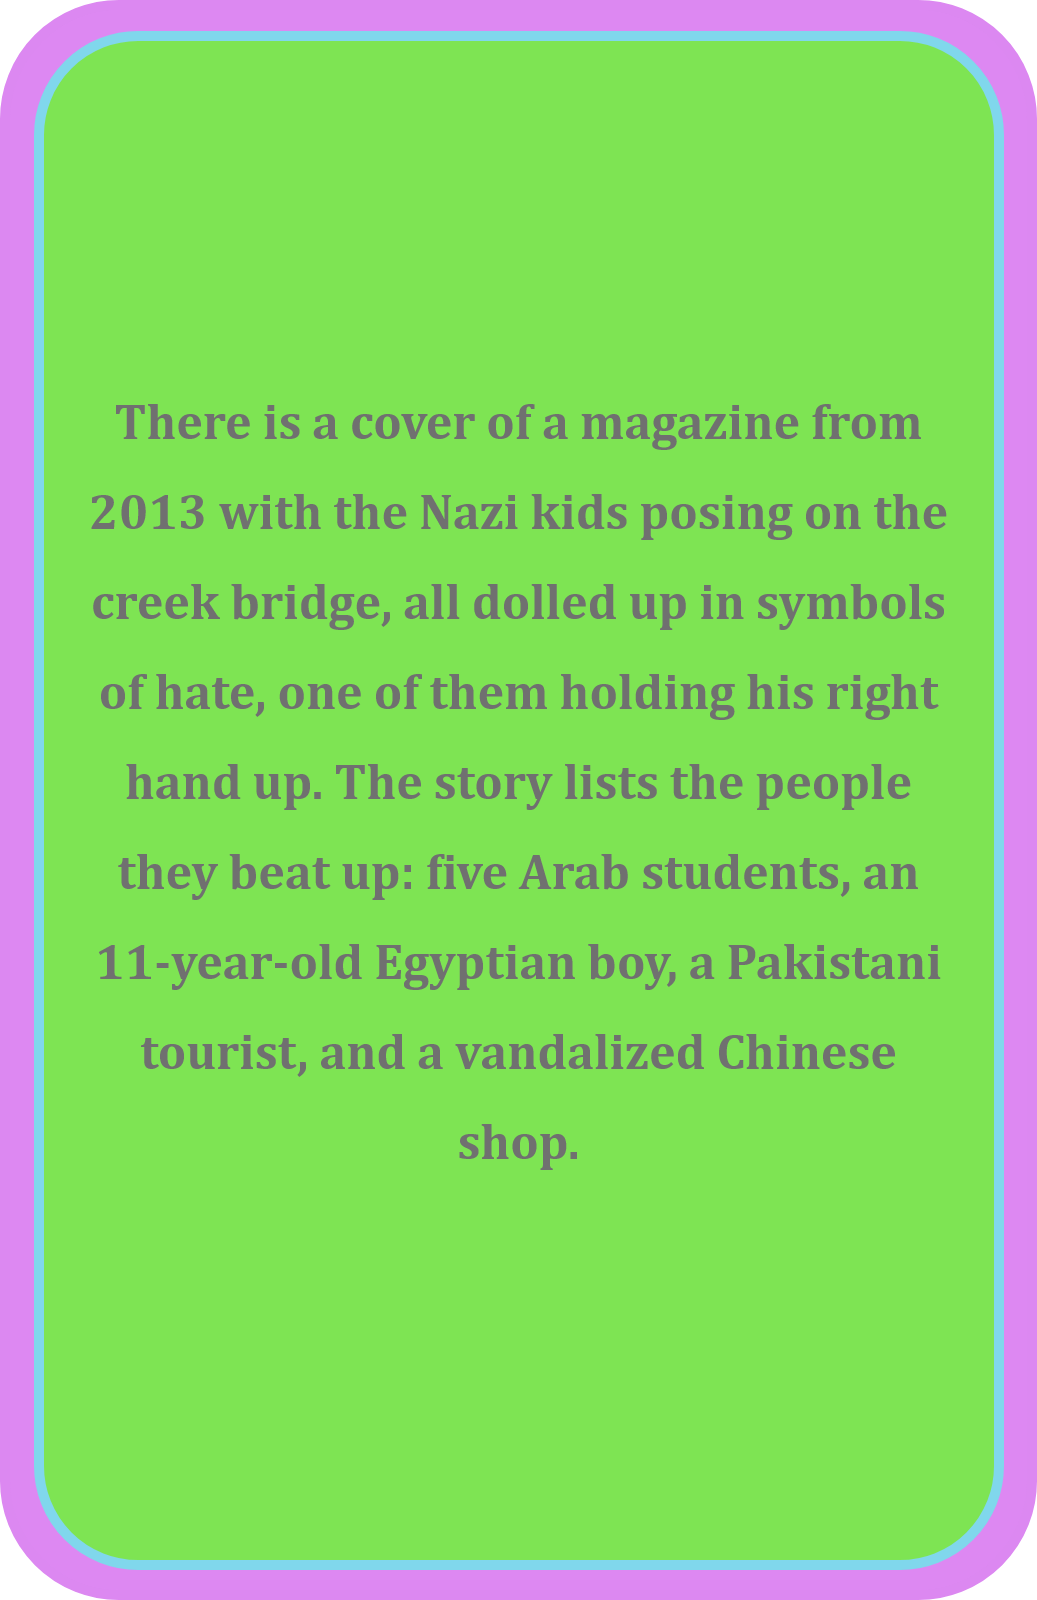 There is a cover of a magazine from
2013 with the Nazi kids posing on the
creek bridge, all dolled up in symbols
of hate, one of them holding his right
hand up. The story lists the people
they beat up: five Arab students, an
11-year-old Egyptian boy, a Pakistani
tourist, and a vandalized Chinese
shop.